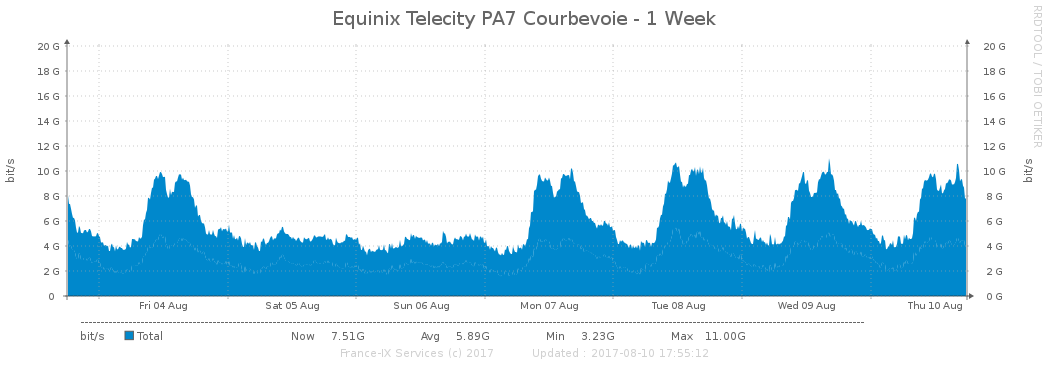 Equinix Telecity PA7 Courbevoie - 1 Week
RRDTOOL / TOBI OETIKER
bit/s
20 G 20 G
18 G 18 G
16 G 16 G
14 G 14 G
12 G 12 G
10 G 10 G
8 G 8 G
6 G 6 G
4 G 4 G
2 G 2 G
0 0 G
bit/s
Fri 04 Aug Sat 05 Aug Sun 06 Aug Mon 07 Aug Tue 08 Aug Wed 09 Aug Thu 10 Aug
bit/s Total Now 7.51G Avg 5.89G Min 3.23G Max 11.00G
France-IX Services (c) 2017 Updated : 2017-08-10 17:55:12